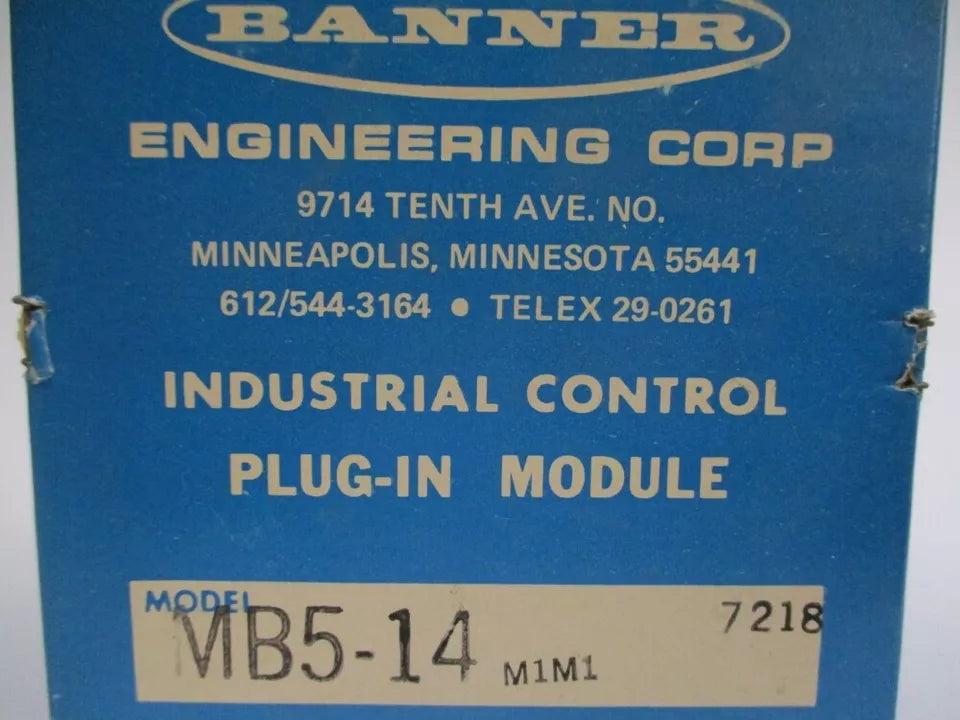 BANNER
ENGINEERING CORP
9714 TENTH AVE. NO.
MINNEAPOLIS, MINNESOTA 55441
612/544-3164 • TELEX 29-0261
INDUSTRIAL CONTROL
PLUG-IN MODULE
MODEL MB5-14 M1M1 7218